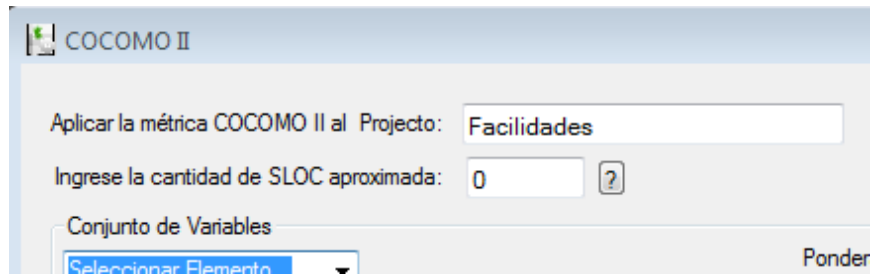 COCOMO II
Aplicar la métrica COCOMO II al Projecto: Facilidades
Ingrese la cantidad de SLOC aproximada: 0 ?
Conjunto de Variables
Seleccionar Elemento
Ponder